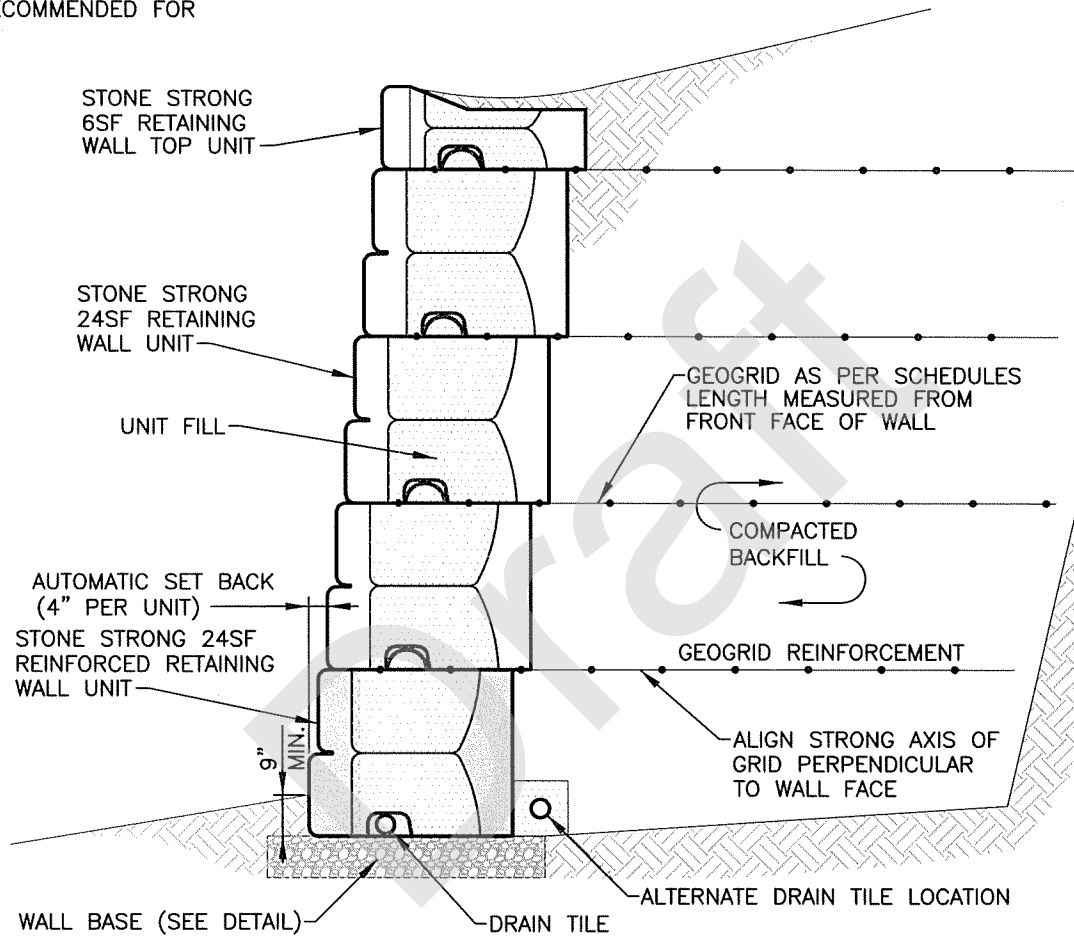 ECOMMENDED FOR
STONE STRONG
6SF RETAINING
WALL TOP UNIT
STONE STRONG
24SF RETAINING
WALL UNIT
GEOGRID AS PER SCHEDULES
LENGTH MEASURED FROM
FRONT FACE OF WALL
UNIT FILL
COMPACTED
BACKFILL
AUTOMATIC SET BACK
(4" PER UNIT)
STONE STRONG 24SF
REINFORCED RETAINING
WALL UNIT
GEOGRID REINFORCEMENT
9"
MIN.
ALIGN STRONG AXIS OF
GRID PERPENDICULAR
TO WALL FACE
ALTERNATE DRAIN TILE LOCATION
WALL BASE (SEE DETAIL)
DRAIN TILE
Draft